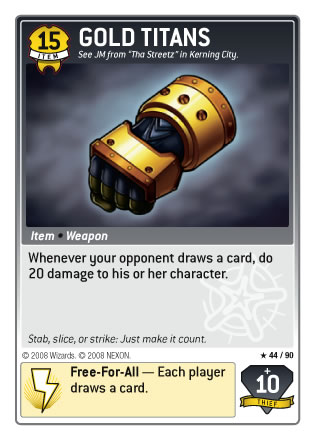 15
ITEM
GOLD TITANS
See JM from "Tha Streetz" in Kerning City.
Item • Weapon
Whenever your opponent draws a card, do
20 damage to his or her character.
Stab, slice, or strike: Just make it count.
© 2008 Wizards. © 2008 NEXON. ★ 44 / 90
Free-For-All — Each player
draws a card.
+
10
THIEF